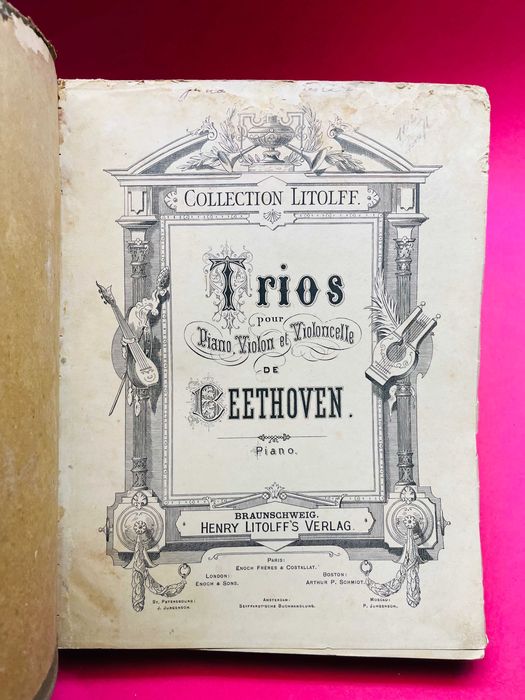 COLLECTION LITOLFF.
Trios
pour
Piano, Violon et Violoncelle
DE
BEETHOVEN.
Piano.
BRAUNSCHWEIG.
HENRY LITOLFF'S VERLAG.
PARIS:
ENOCH FRÈRES & COSTALLAT.
LONDON:
ENOCH & SONS.
BOSTON:
ARTHUR P. SCHMIDT.
ST. PETERSBOURG:
J. JURGENSON.
AMSTERDAM:
SEYFFARDT'SCHE BUCHHANDLUNG.
MOSCAU:
P. JURGENSON.